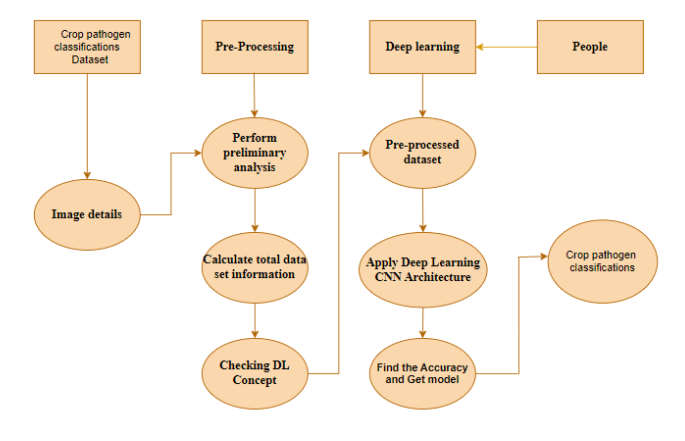 Crop pathogen
classifications
Dataset
Pre-Processing
Deep learning
People
Perform
preliminary
analysis
Pre-processed
dataset
Image details
Calculate total data
set information
Apply Deep Learning
CNN Architecture
Crop pathogen
classifications
Checking DL
Concept
Find the Accuracy
and Get model